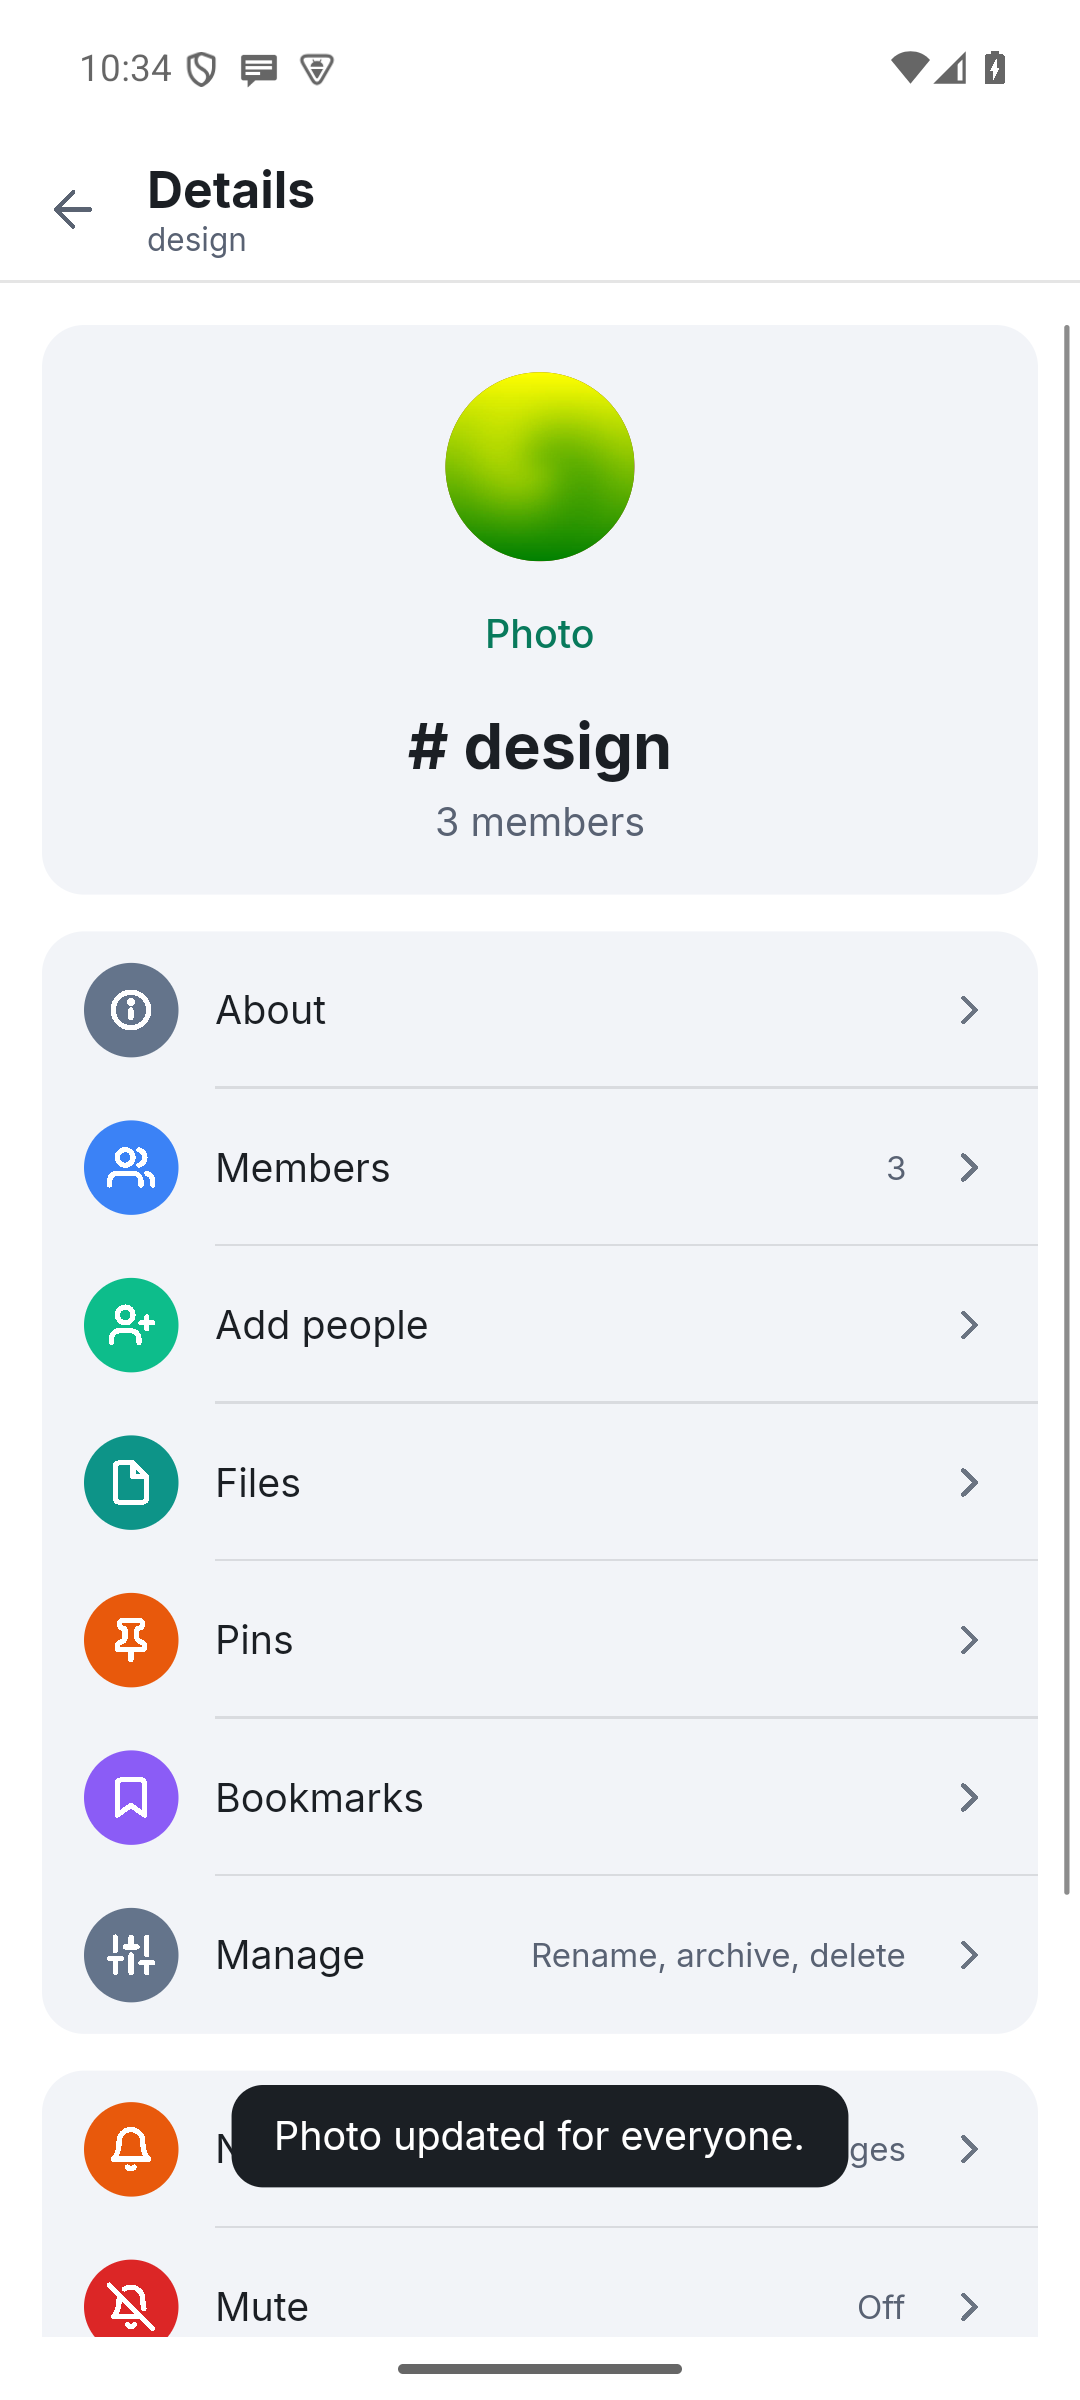 10:34
Details
design
Photo
# design
3 members
About
Members 3
Add people
Files
Pins
Bookmarks
Manage Rename, archive, delete
Photo updated for everyone.
Mute Off